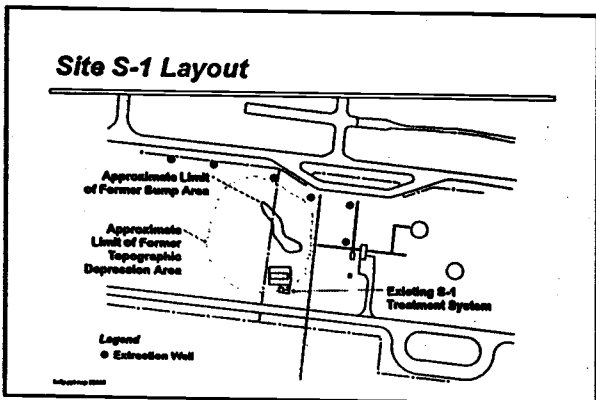 Site S-1 Layout
Approximate Limit
of Former Sump Area
Approximate
Limit of Former
Topographic
Depression Area
Existing S-1
Treatment System
Legend
Extraction Well